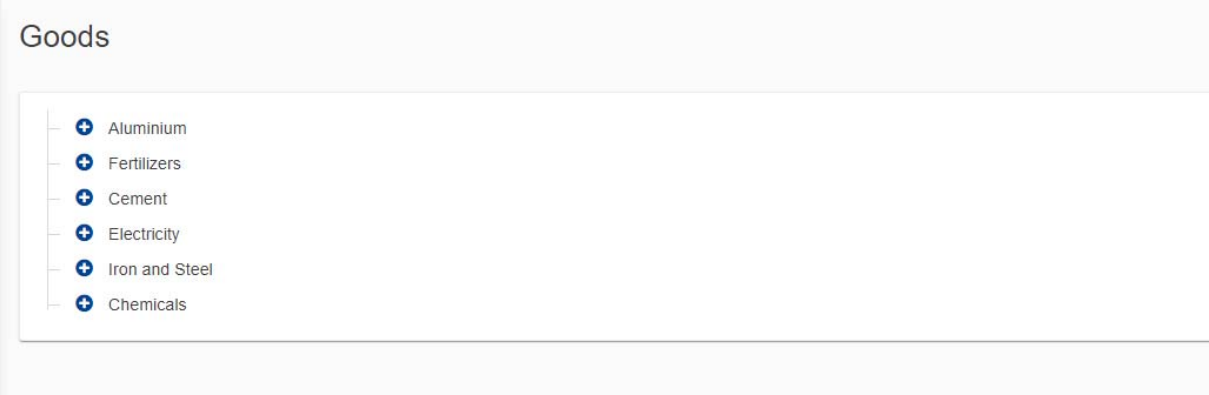 Goods
Aluminium
Fertilizers
Cement
Electricity
Iron and Steel
Chemicals